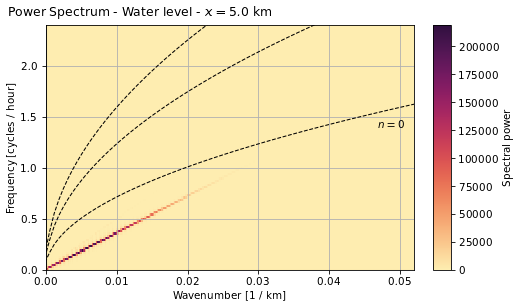 Power Spectrum - Water level - x = 5.0 km
Frequency [cycles / hour]
2.0
1.5
1.0
0.5
0.0
n = 0
0.00 0.01 0.02 0.03 0.04 0.05
Wavenumber [1 / km]
200000
175000
150000
125000
100000
75000
50000
25000
0
Spectral power